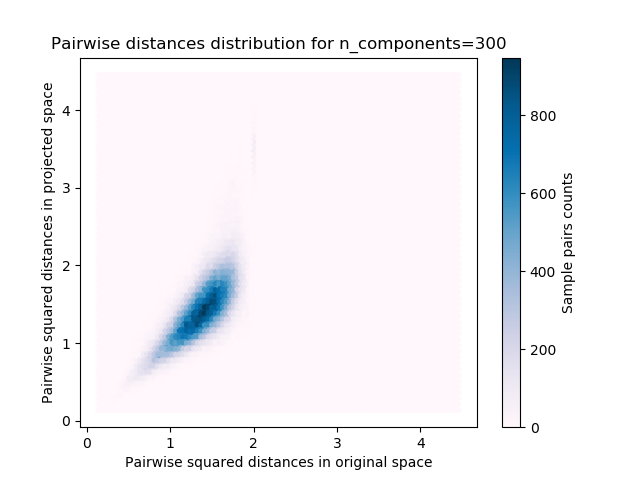 Pairwise distances distribution for n_components=300
Pairwise squared distances in projected space
4
3
2
1
0
0 1 2 3 4
Pairwise squared distances in original space
800
600
400
200
0
Sample pairs counts